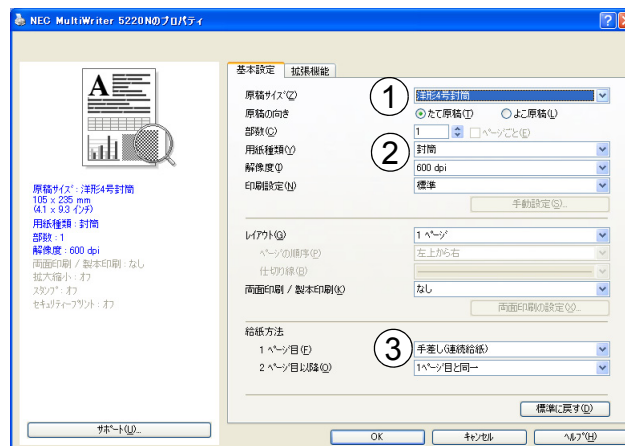 NEC MultiWriter 5220Nのプロパティ
基本設定 拡張機能
原稿サイズ(Z) ① 洋形4号封筒
原稿の向き たて原稿(T) よこ原稿(L)
部数(C) 1 ページごと(E)
用紙種類(Y) ② 封筒
解像度(I) 600 dpi
印刷設定(N) 標準
手動設定(S)...
レイアウト(G) 1 ページ
ページの順序(P) 左上から右
仕切り線(B)
両面印刷 / 製本印刷(K) なし
両面印刷の設定(X)...
給紙方法
1 ページ目(F) ③ 手差し(連続給紙)
2 ページ目以降(O) 1ページ目と同一
標準に戻す(D)
A
原稿サイズ : 洋形4号封筒
105 x 235 mm
(4.1 x 9.3 インチ)
用紙種類 : 封筒
部数 : 1
解像度 : 600 dpi
両面印刷 / 製本印刷 : なし
拡大縮小 : オフ
スタンプ : オフ
セキュリティープリント : オフ
サポート(U)...
OK キャンセル ヘルプ(H)